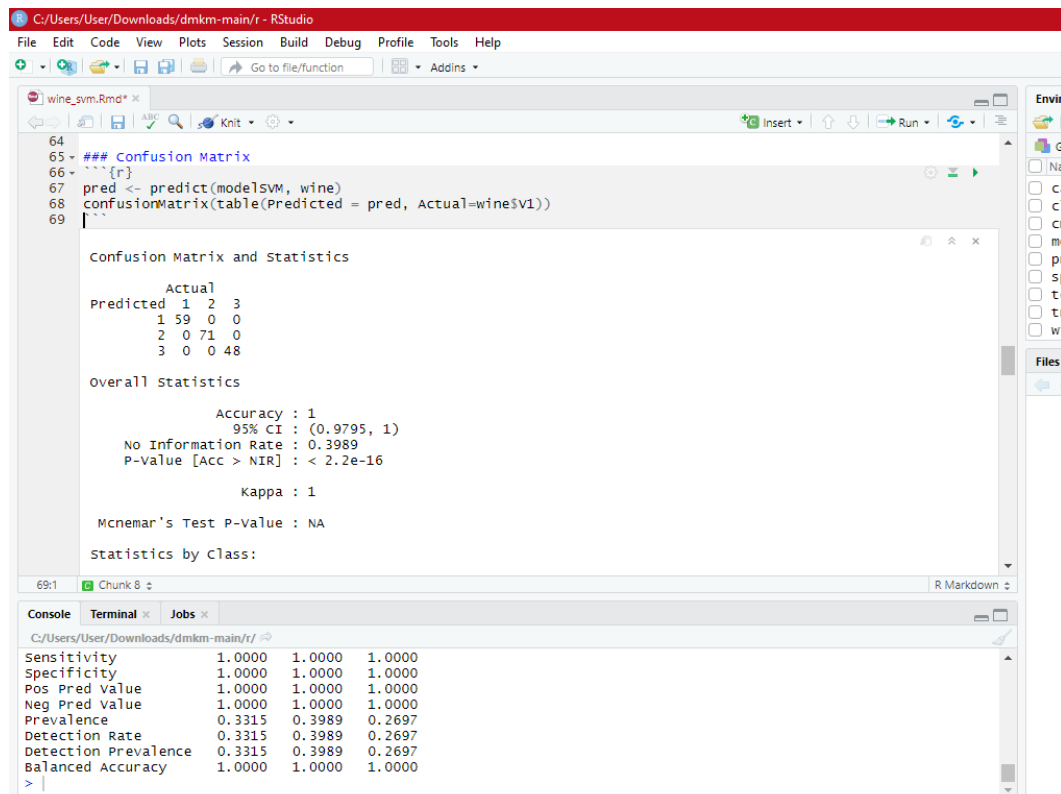 C:/Users/User/Downloads/dmkm-main/r - RStudio
File Edit Code View Plots Session Build Debug Profile Tools Help
Go to file/function Addins
wine_svm.Rmd*
ABC Knit Insert Run
64
65 ### Confusion Matrix
66 ```{r}
67 pred <- predict(modelSVM, wine)
68 confusionMatrix(table(Predicted = pred, Actual=wine$V1))
69 ```
Confusion Matrix and Statistics
Actual
Predicted 1 2 3
1 59 0 0
2 0 71 0
3 0 0 48
Overall Statistics
Accuracy : 1
95% CI : (0.9795, 1)
No Information Rate : 0.3989
P-Value [Acc > NIR] : < 2.2e-16
Kappa : 1
Mcnemar's Test P-Value : NA
Statistics by Class:
69:1 C Chunk 8 R Markdown
Console Terminal Jobs
C:/Users/User/Downloads/dmkm-main/r/
Sensitivity 1.0000 1.0000 1.0000
Specificity 1.0000 1.0000 1.0000
Pos Pred Value 1.0000 1.0000 1.0000
Neg Pred Value 1.0000 1.0000 1.0000
Prevalence 0.3315 0.3989 0.2697
Detection Rate 0.3315 0.3989 0.2697
Detection Prevalence 0.3315 0.3989 0.2697
Balanced Accuracy 1.0000 1.0000 1.0000
>
Files